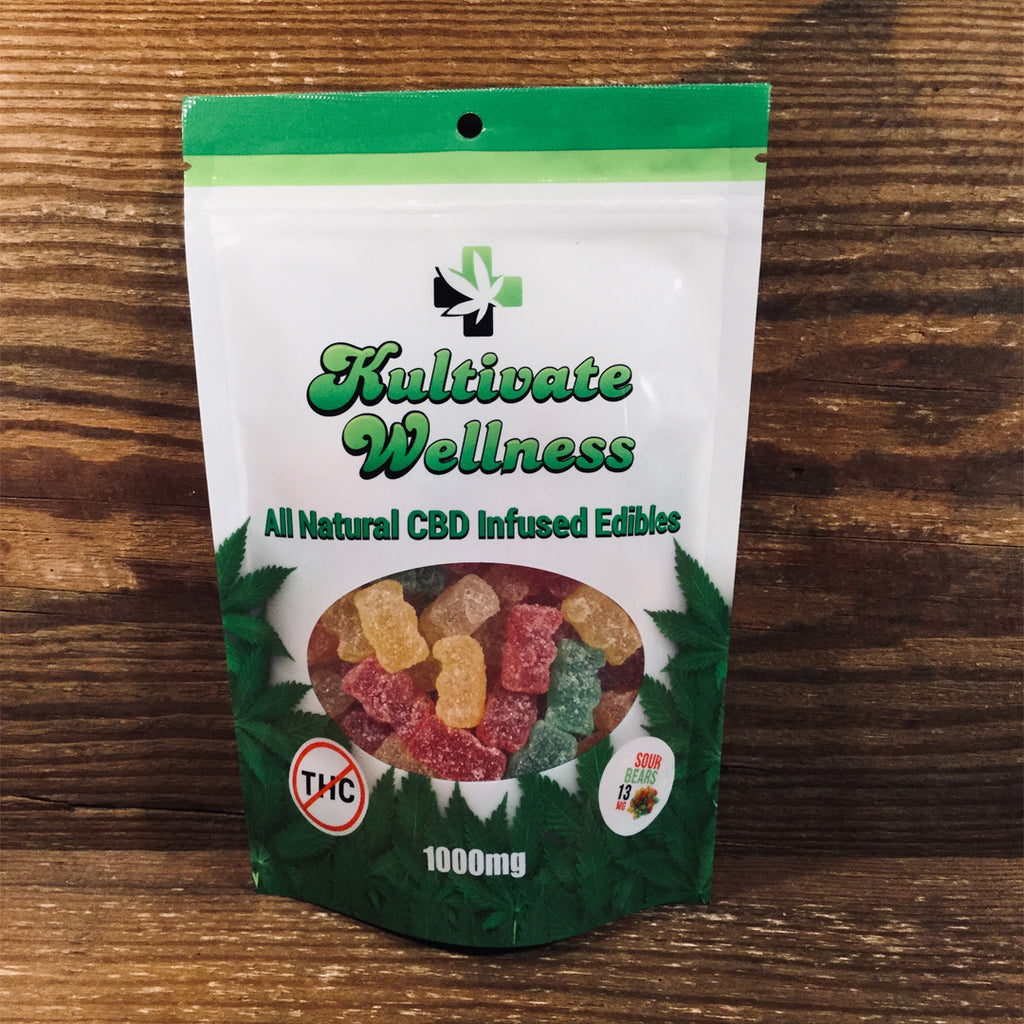 Kultivate
Wellness
All Natural CBD Infused Edibles
THC
SOUR
BEARS
13
MG
1000mg